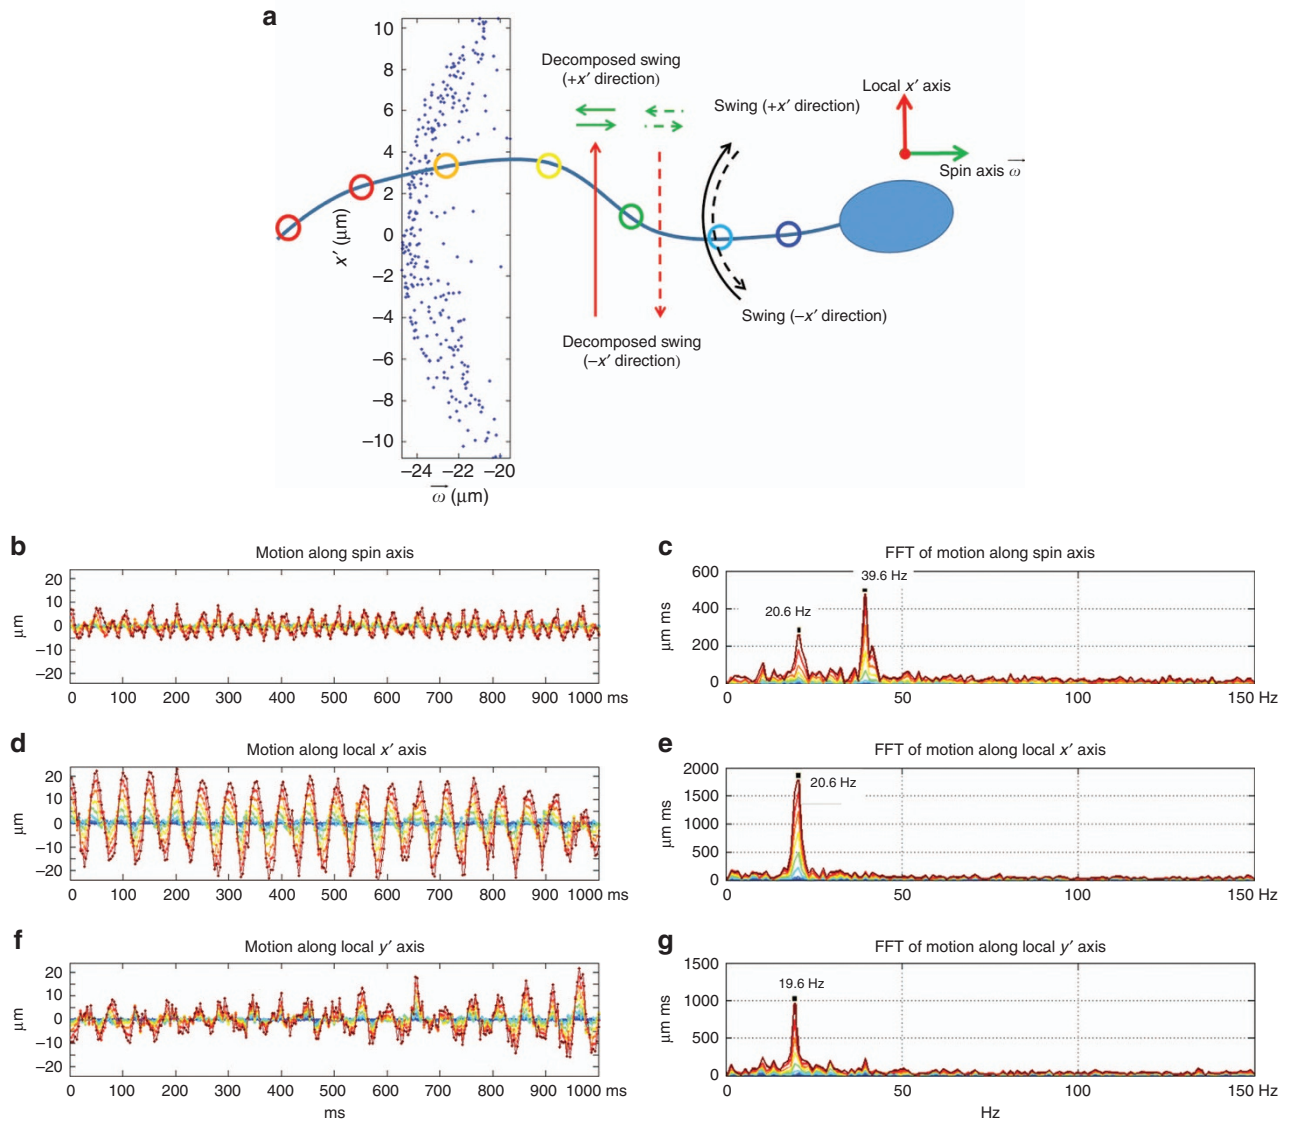 a
10
8
6
4
2
0
−2
−4
−6
−8
−10
x′ (μm)
−24 −22 −20
ω (μm)
Decomposed swing
(+x′ direction)
Swing (+x′ direction)
Local x′ axis
Spin axis ω
Swing (−x′ direction)
Decomposed swing
(−x′ direction)
b
Motion along spin axis
20
10
0
−10
−20
μm
0 100 200 300 400 500 600 700 800 900 1000 ms
c
FFT of motion along spin axis
39.6 Hz
20.6 Hz
600
400
200
0
μm ms
0 50 100 150 Hz
d
Motion along local x′ axis
20
10
0
−10
−20
μm
0 100 200 300 400 500 600 700 800 900 1000 ms
e
FFT of motion along local x′ axis
20.6 Hz
2000
1500
1000
500
0
μm ms
0 50 100 150 Hz
f
Motion along local y′ axis
20
10
0
−10
−20
μm
0 100 200 300 400 500 600 700 800 900 1000 ms
ms
g
FFT of motion along local y′ axis
19.6 Hz
1500
1000
500
0
μm ms
0 50 100 150 Hz
Hz